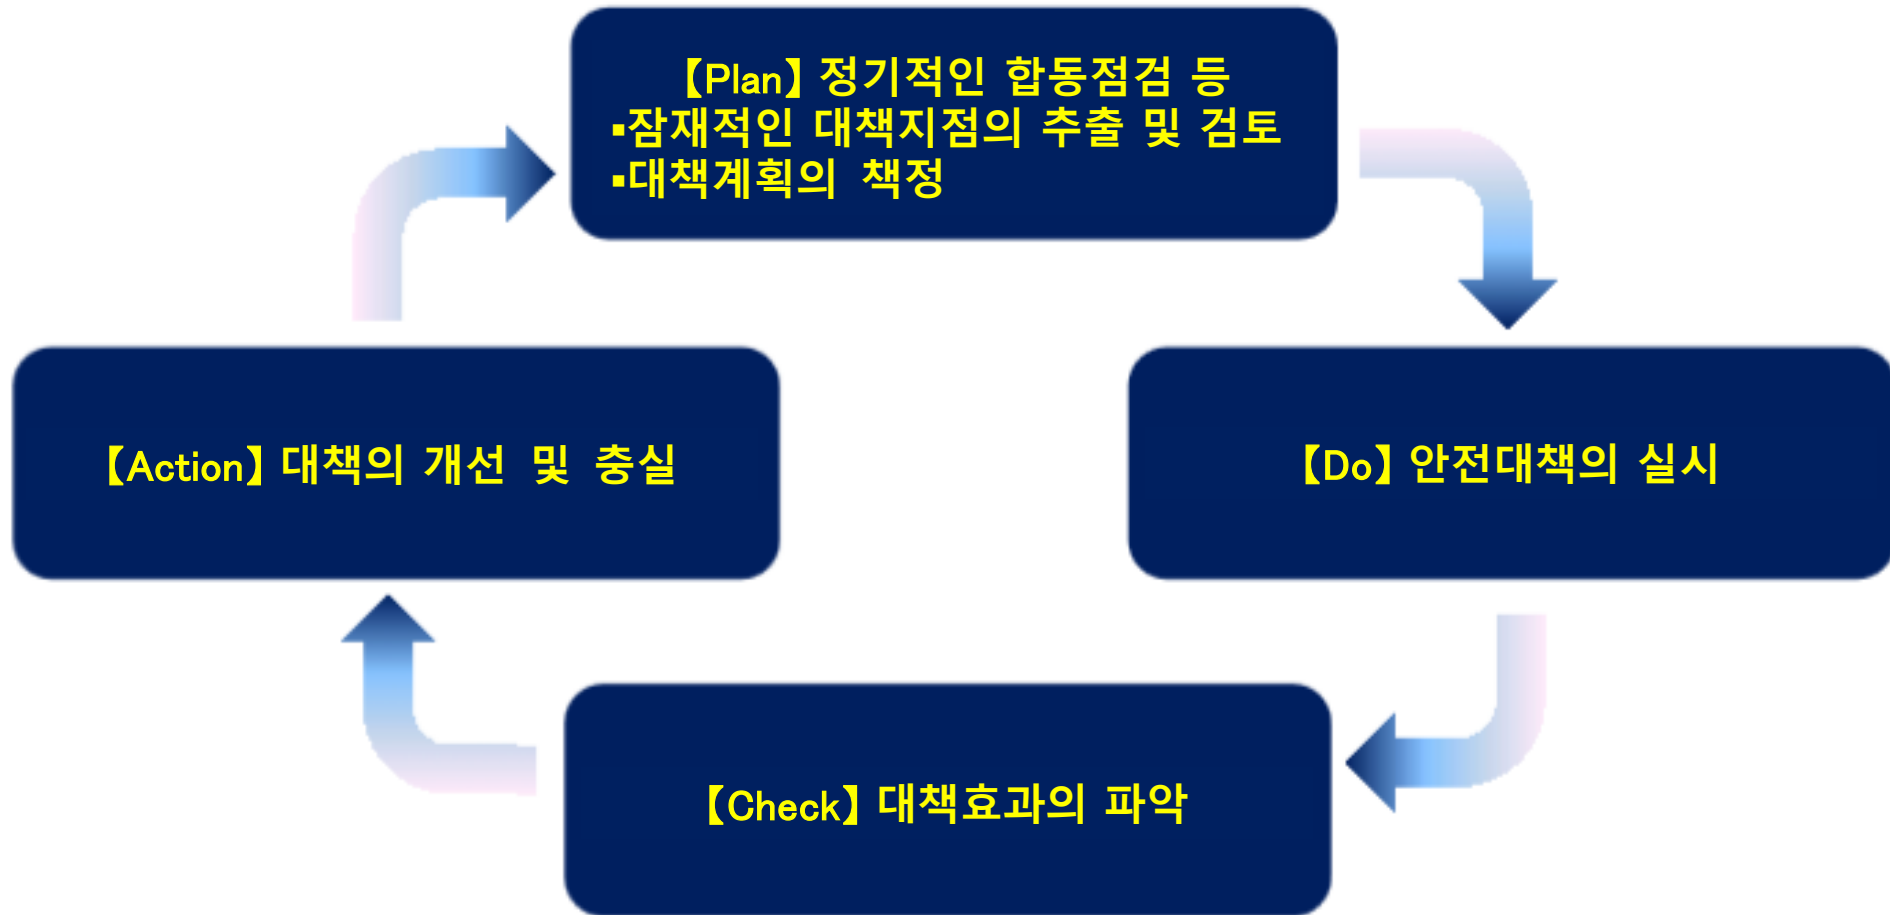 【Plan】 정기적인 합동점검 등
▪잠재적인 대책지점의 추출 및 검토
▪대책계획의 책정
【Action】 대책의 개선 및 충실
【Do】 안전대책의 실시
【Check】 대책효과의 파악